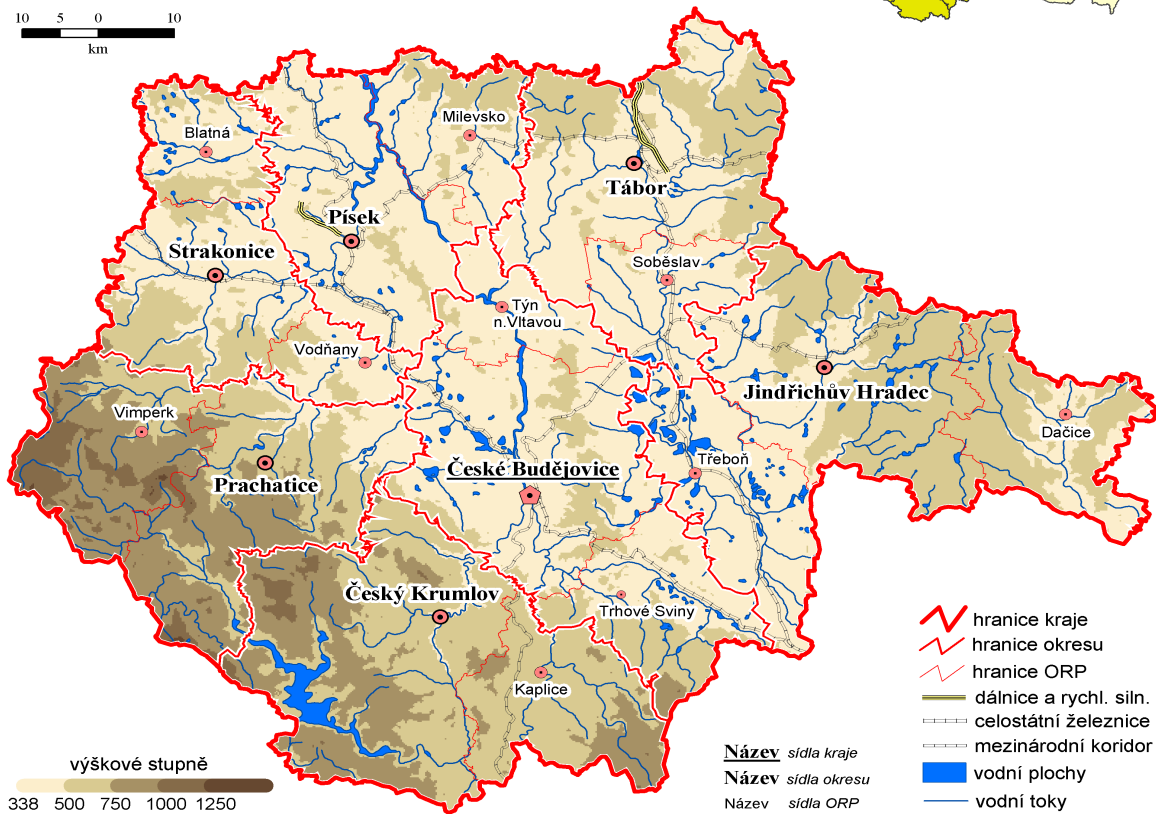 10 5 0 10
km
Blatná
Milevsko
Tábor
Písek
Strakonice
Soběslav
Týn
n.Vltavou
Vodňany
Jindřichův Hradec
Vimperk
Dačice
Třeboň
České Budějovice
Prachatice
Český Krumlov
Trhové Sviny
Kaplice
hranice kraje
hranice okresu
hranice ORP
dálnice a rychl. siln.
celostátní železnice
mezinárodní koridor
vodní plochy
vodní toky
Název sídla kraje
Název sídla okresu
Název sídla ORP
výškové stupně
338 500 750 1000 1250